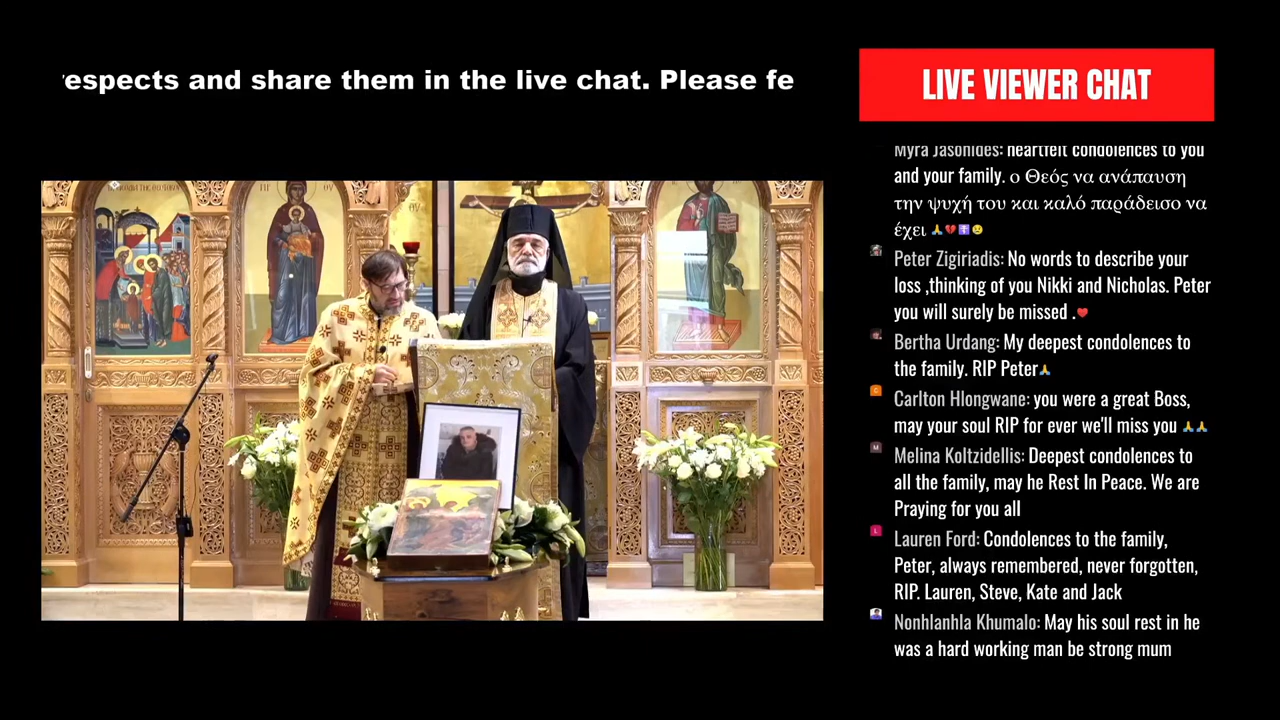 'espects and share them in the live chat. Please fe
LIVE VIEWER CHAT
Myra Jasonides: heartfelt condolences to you
and your family. ο Θεός να ανάπαυση
την ψυχή του και καλό παράδεισο να
έχει 🙏💔✝️😢
Peter Zigiriadis: No words to describe your
loss ,thinking of you Nikki and Nicholas. Peter
you will surely be missed .❤️
Bertha Urdang: My deepest condolences to
the family. RIP Peter🙏
Carlton Hlongwane: you were a great Boss,
may your soul RIP for ever we'll miss you 🙏🙏
Melina Koltzidellis: Deepest condolences to
all the family, may he Rest In Peace. We are
Praying for you all
Lauren Ford: Condolences to the family,
Peter, always remembered, never forgotten,
RIP. Lauren, Steve, Kate and Jack
Nonhlanhla Khumalo: May his soul rest in he
was a hard working man be strong mum